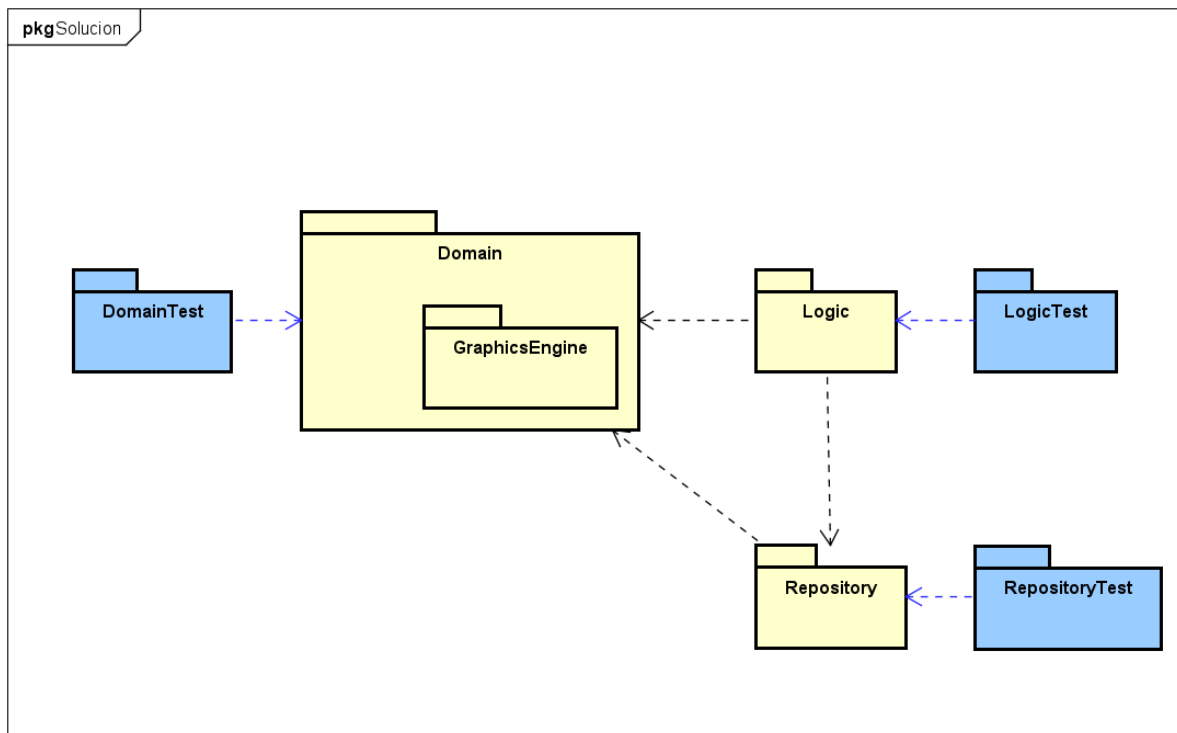 pkgSolucion
Domain
DomainTest
GraphicsEngine
Logic
LogicTest
Repository
RepositoryTest